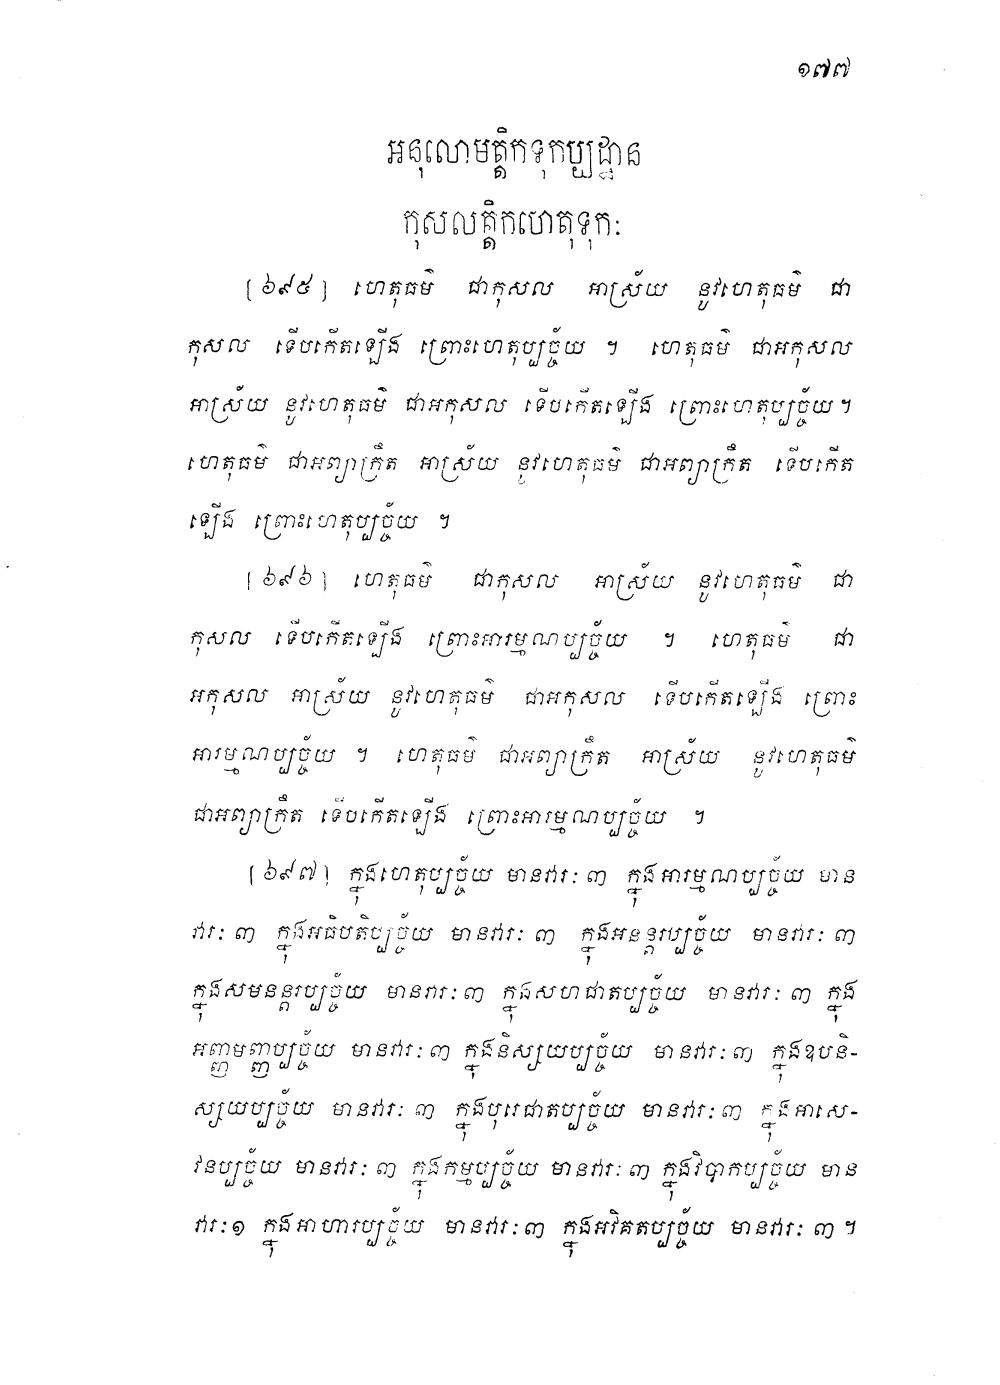 ១៧៧
អនុលោមត្តិកទុកប្បដ្ឋាន
កុសលត្តិកហេតុទុកៈ
[៦៩៥] ហេតុធម៌ ជាកុសល អាស្រ័យ នូវហេតុធម៌ ជា
កុសល ទើបកើតឡើង ព្រោះហេតុប្បច្ច័យ ។ ហេតុធម៌ ជាអកុសល
អាស្រ័យ នូវហេតុធម៌ ជាអកុសល ទើបកើតឡើង ព្រោះហេតុប្បច្ច័យ។
ហេតុធម៌ ជាអព្យាក្រឹត អាស្រ័យ នូវហេតុធម៌ ជាអព្យាក្រឹត ទើបកើត
ឡើង ព្រោះហេតុប្បច្ច័យ ។
[៦៩៦] ហេតុធម៌ ជាកុសល អាស្រ័យ នូវហេតុធម៌ ជា
កុសល ទើបកើតឡើង ព្រោះអារម្មណប្បច្ច័យ ។ ហេតុធម៌ ជា
អកុសល អាស្រ័យ នូវហេតុធម៌ ជាអកុសល ទើបកើតឡើង ព្រោះ
អារម្មណប្បច្ច័យ ។ ហេតុធម៌ ជាអព្យាក្រឹត អាស្រ័យ នូវហេតុធម៌
ជាអព្យាក្រឹត ទើបកើតឡើង ព្រោះអារម្មណប្បច្ច័យ ។
[៦៩៧] ក្នុងហេតុប្បច្ច័យ មានវារៈ ៣ ក្នុងអារម្មណប្បច្ច័យ មាន
វារៈ ៣ ក្នុងអធិបតិប្បច្ច័យ មានវារៈ ៣ ក្នុងអនន្តរប្បច្ច័យ មានវារៈ ៣
ក្នុងសមនន្តរប្បច្ច័យ មានវារៈ ៣ ក្នុងសហជាតប្បច្ច័យ មានវារៈ ៣ ក្នុង
អញ្ញមញ្ញប្បច្ច័យ មានវារៈ ៣ ក្នុងនិស្សយប្បច្ច័យ មានវារៈ ៣ ក្នុងឧបនិ-
ស្សយប្បច្ច័យ មានវារៈ ៣ ក្នុងបុរេជាតប្បច្ច័យ មានវារៈ ៣ ក្នុងអាសេ-
វនប្បច្ច័យ មានវារៈ ៣ ក្នុងកម្មប្បច្ច័យ មានវារៈ ៣ ក្នុងវិបាកប្បច្ច័យ មាន
វារៈ១ ក្នុងអាហារប្បច្ច័យ មានវារៈ ៣ ក្នុងអវិគតប្បច្ច័យ មានវារៈ ៣ ។